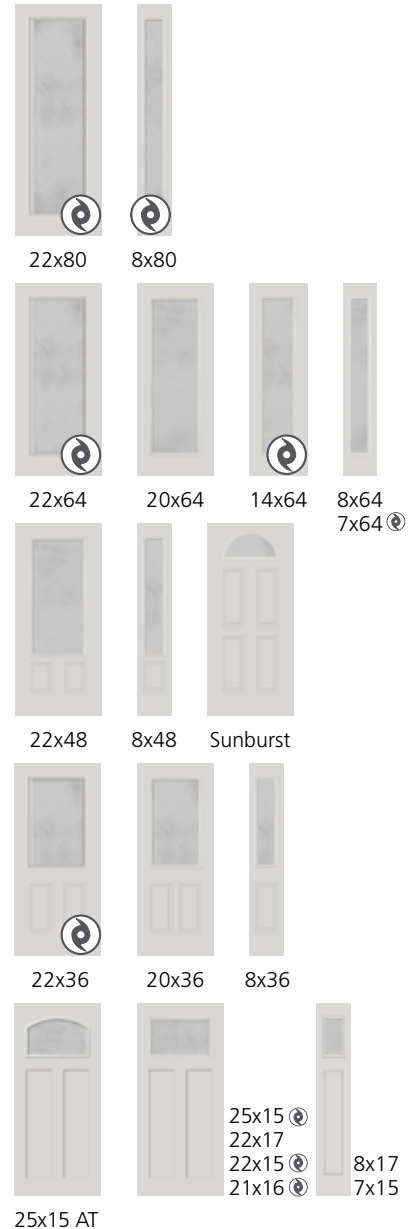 22x80 8x80
22x64 20x64 14x64 8x64
7x64
22x48 8x48 Sunburst
22x36 20x36 8x36
25x15
22x17
22x15 8x17
21x16 7x15
25x15 AT